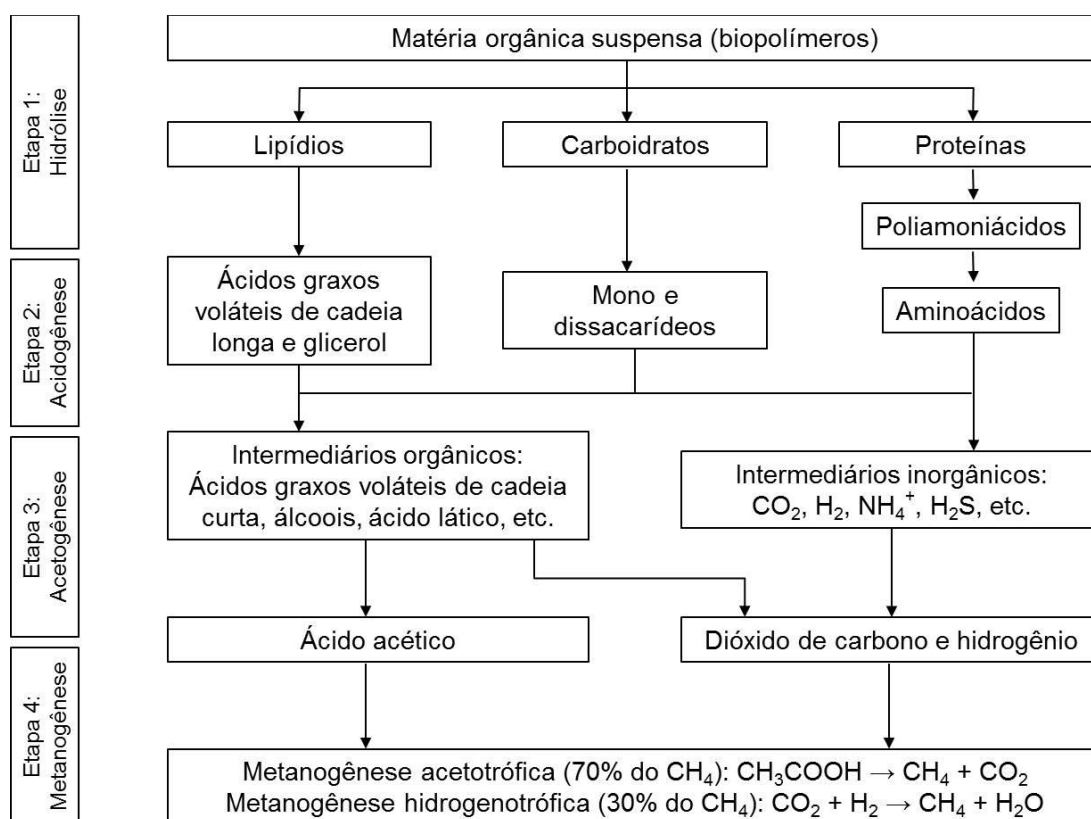 Matéria orgânica suspensa (biopolímeros)
Etapa 1:
Hidrólise
Lipídios
Carboidratos
Proteínas
Poliamoniácidos
Etapa 2:
Acidogênese
Ácidos graxos
voláteis de cadeia
longa e glicerol
Mono e
dissacarídeos
Aminoácidos
Etapa 3:
Acetogênese
Intermediários orgânicos:
Ácidos graxos voláteis de cadeia
curta, álcoois, ácido lático, etc.
Intermediários inorgânicos:
CO₂, H₂, NH₄⁺, H₂S, etc.
Ácido acético
Dióxido de carbono e hidrogênio
Etapa 4:
Metanogênese
Metanogênese acetotrófica (70% do CH₄): CH₃COOH → CH₄ + CO₂
Metanogênese hidrogenotrófica (30% do CH₄): CO₂ + H₂ → CH₄ + H₂O